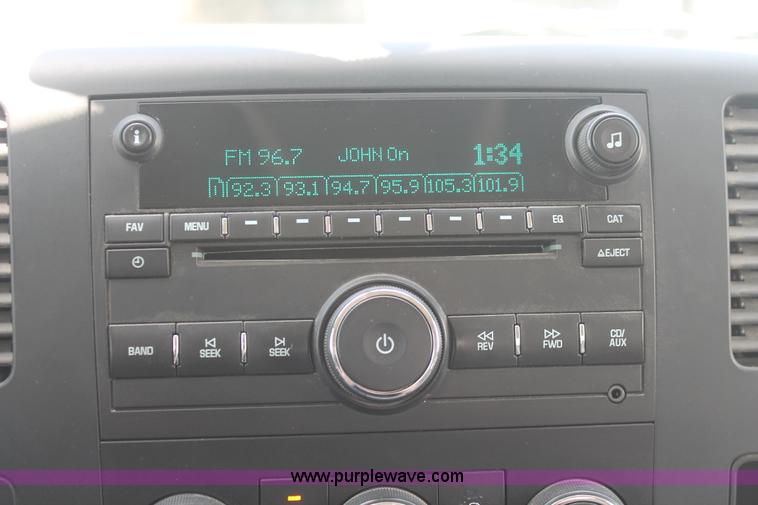 FM 96.7 JOHN On 1:34
1 92.3 93.1 94.7 95.9 105.3 101.9
FAV MENU EQ CAT
EJECT
BAND SEEK SEEK REV FWD CD/AUX
www.purplewave.com